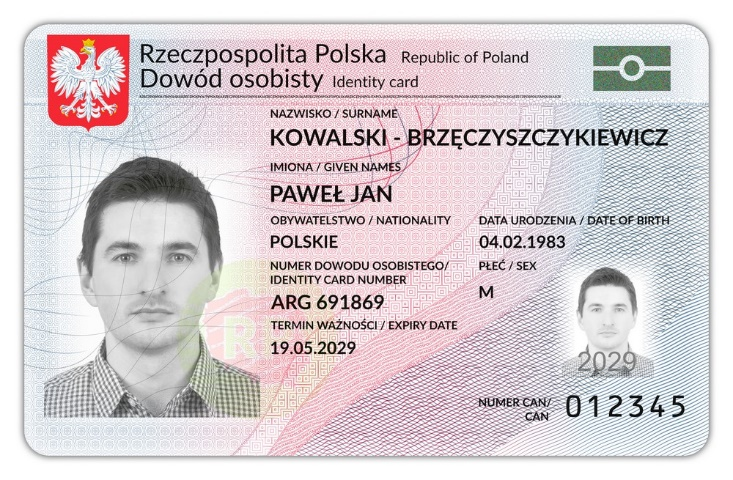 Rzeczpospolita Polska Republic of Poland
Dowód osobisty Identity card
NAZWISKO / SURNAME
KOWALSKI - BRZĘCZYSZCZYKIEWICZ
IMIONA / GIVEN NAMES
PAWEŁ JAN
OBYWATELSTWO / NATIONALITY DATA URODZENIA / DATE OF BIRTH
POLSKIE 04.02.1983
NUMER DOWODU OSOBISTEGO/ PŁEĆ / SEX
IDENTITY CARD NUMBER
ARG 691869 M
TERMIN WAŻNOŚCI / EXPIRY DATE
19.05.2029
2029
NUMER CAN/
CAN 012345